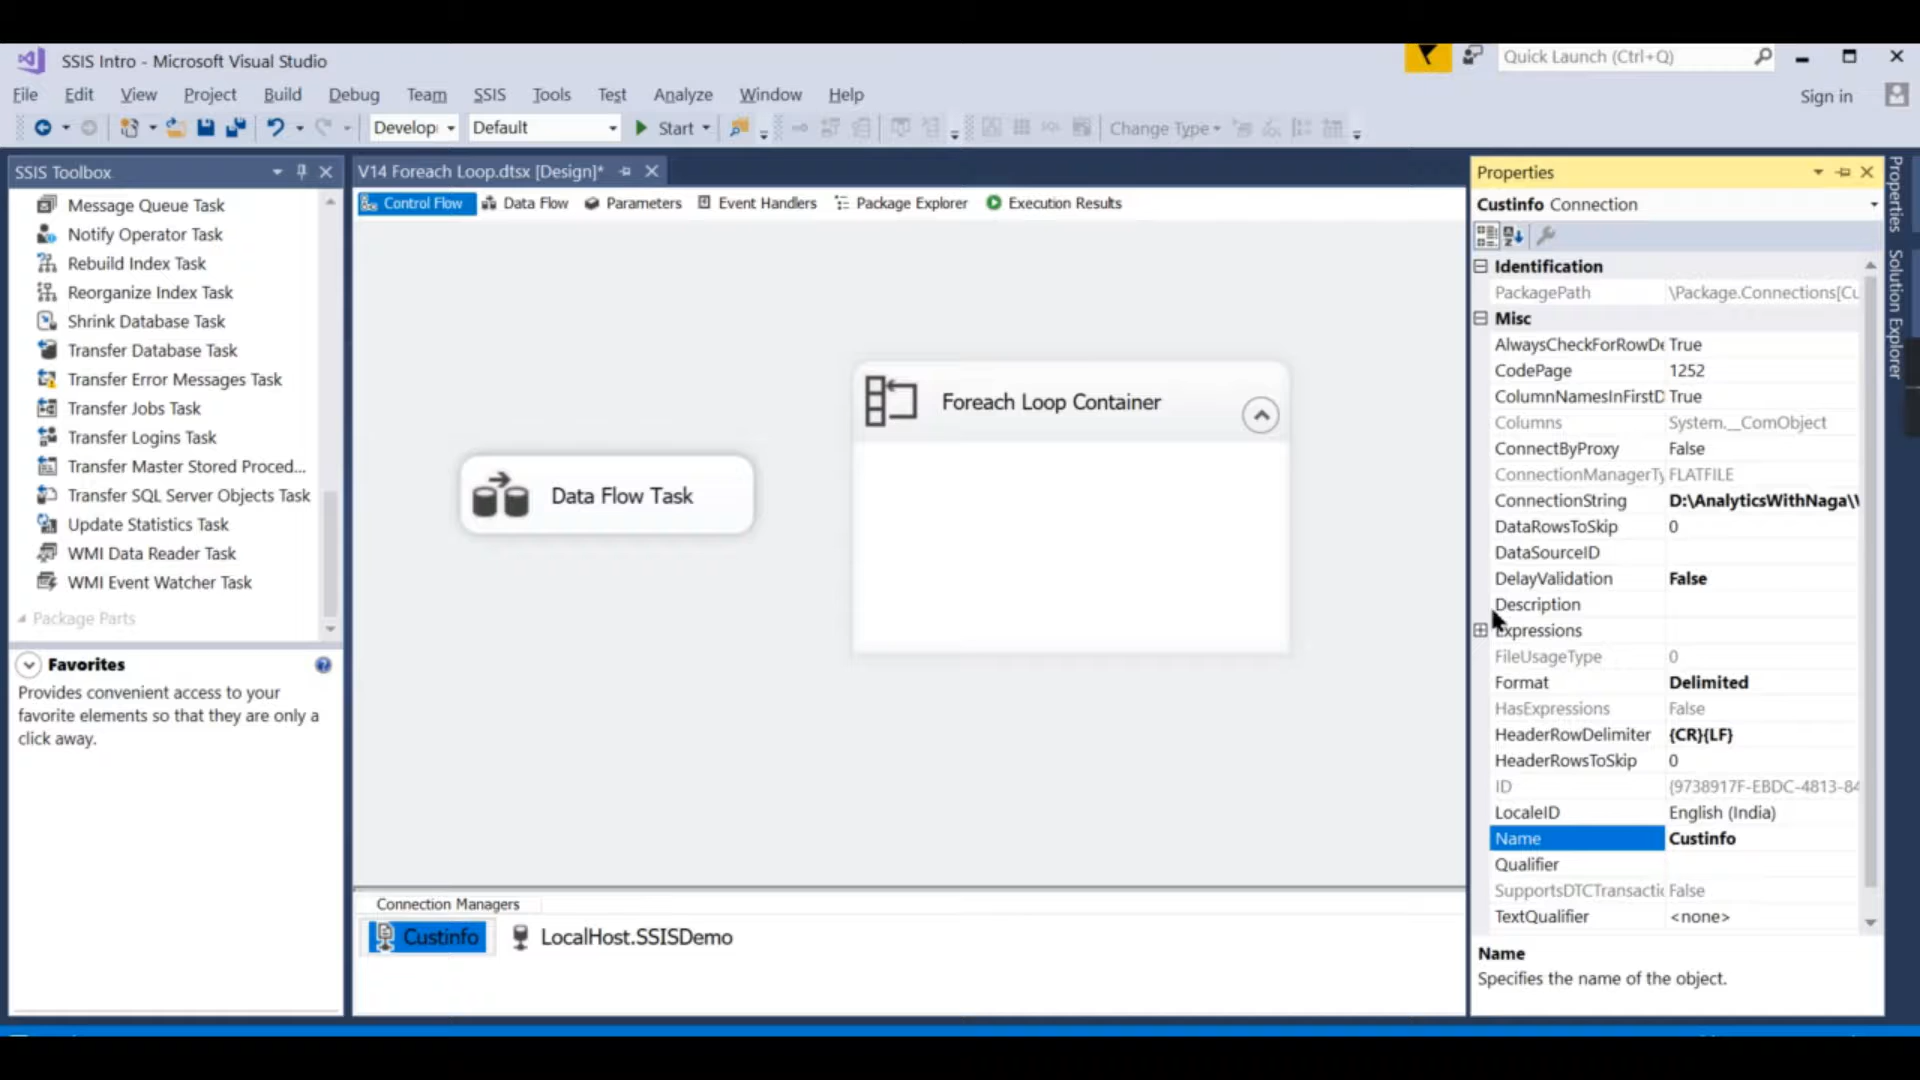 SSIS Intro - Microsoft Visual Studio
Quick Launch (Ctrl+Q)
File Edit View Project Build Debug Team SSIS Tools Test Analyze Window Help
Sign in
Develop Default Start Change Type
SSIS Toolbox
Message Queue Task
Notify Operator Task
Rebuild Index Task
Reorganize Index Task
Shrink Database Task
Transfer Database Task
Transfer Error Messages Task
Transfer Jobs Task
Transfer Logins Task
Transfer Master Stored Proced...
Transfer SQL Server Objects Task
Update Statistics Task
WMI Data Reader Task
WMI Event Watcher Task
Package Parts
Favorites
Provides convenient access to your
favorite elements so that they are only a
click away.
V14 Foreach Loop.dtsx [Design]*
Control Flow Data Flow Parameters Event Handlers Package Explorer Execution Results
Foreach Loop Container
Data Flow Task
Connection Managers
Custinfo LocalHost.SSISDemo
Properties
Custinfo Connection
Identification
PackagePath \Package.Connections[Cu
Misc
AlwaysCheckForRowDe True
CodePage 1252
ColumnNamesInFirstD True
Columns System.__ComObject
ConnectByProxy False
ConnectionManagerTy FLATFILE
ConnectionString D:\AnalyticsWithNaga\
DataRowsToSkip 0
DataSourceID
DelayValidation False
Description
Expressions
FileUsageType 0
Format Delimited
HasExpressions False
HeaderRowDelimiter {CR}{LF}
HeaderRowsToSkip 0
ID {9738917F-EBDC-4813-84
LocaleID English (India)
Name Custinfo
Qualifier
SupportsDTCTransactic False
TextQualifier <none>
Name
Specifies the name of the object.
Properties
Solution Explorer